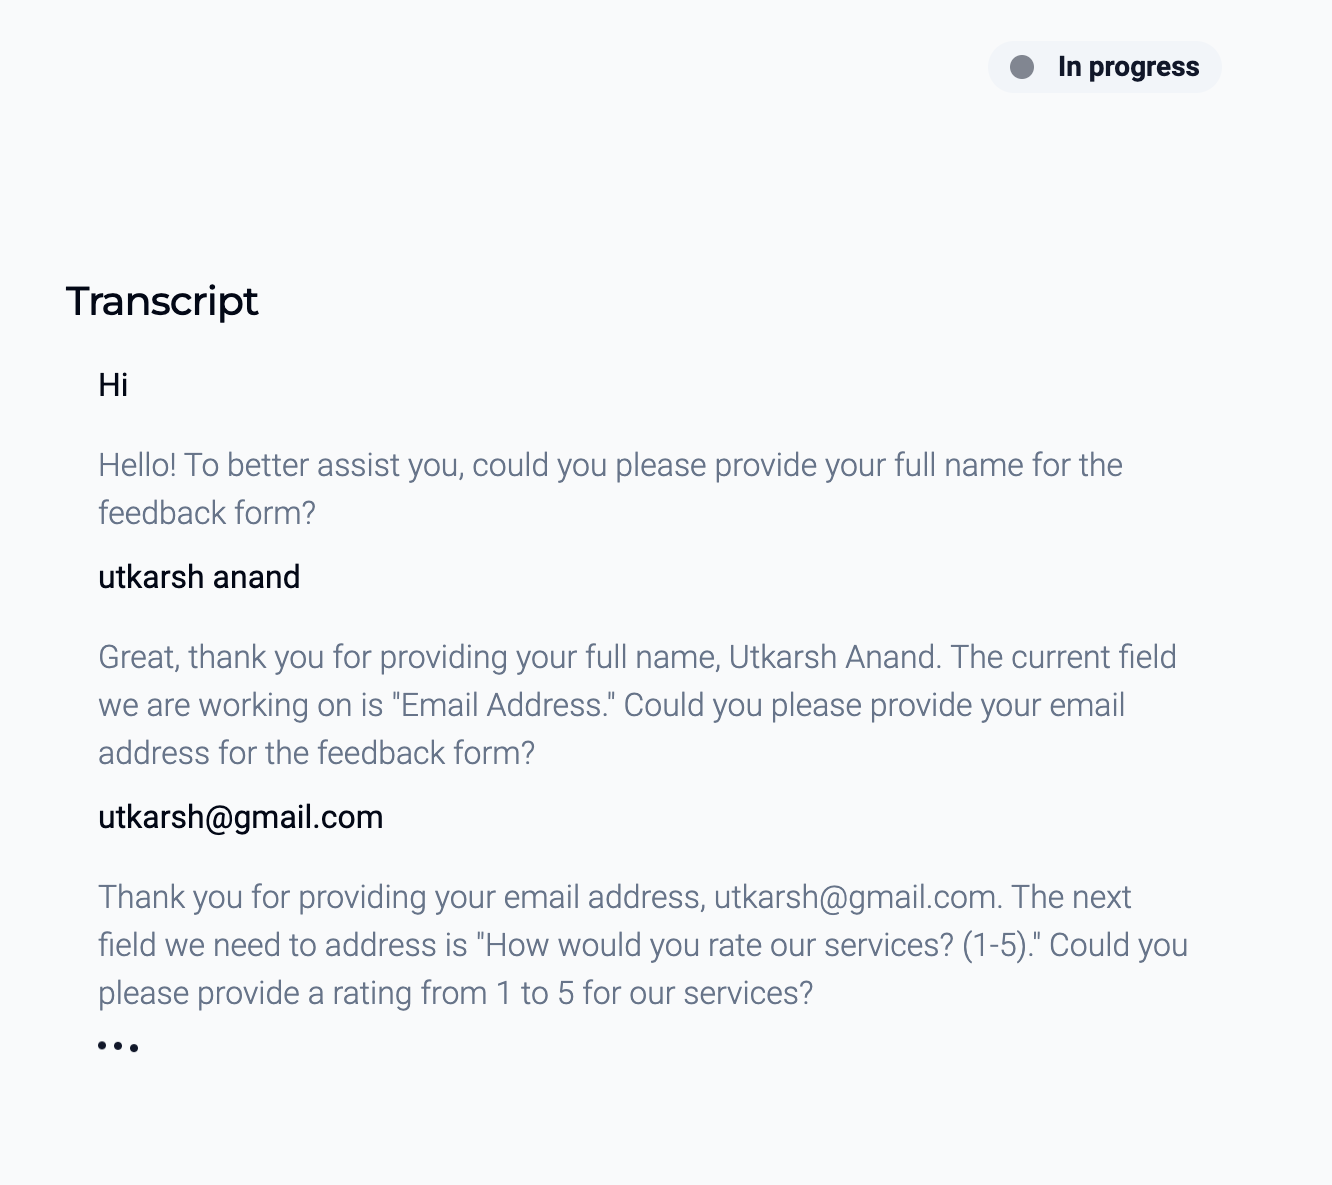 In progress
Transcript
Hi
Hello! To better assist you, could you please provide your full name for the
feedback form?
utkarsh anand
Great, thank you for providing your full name, Utkarsh Anand. The current field
we are working on is "Email Address." Could you please provide your email
address for the feedback form?
utkarsh@gmail.com
Thank you for providing your email address, utkarsh@gmail.com. The next
field we need to address is "How would you rate our services? (1-5)." Could you
please provide a rating from 1 to 5 for our services?